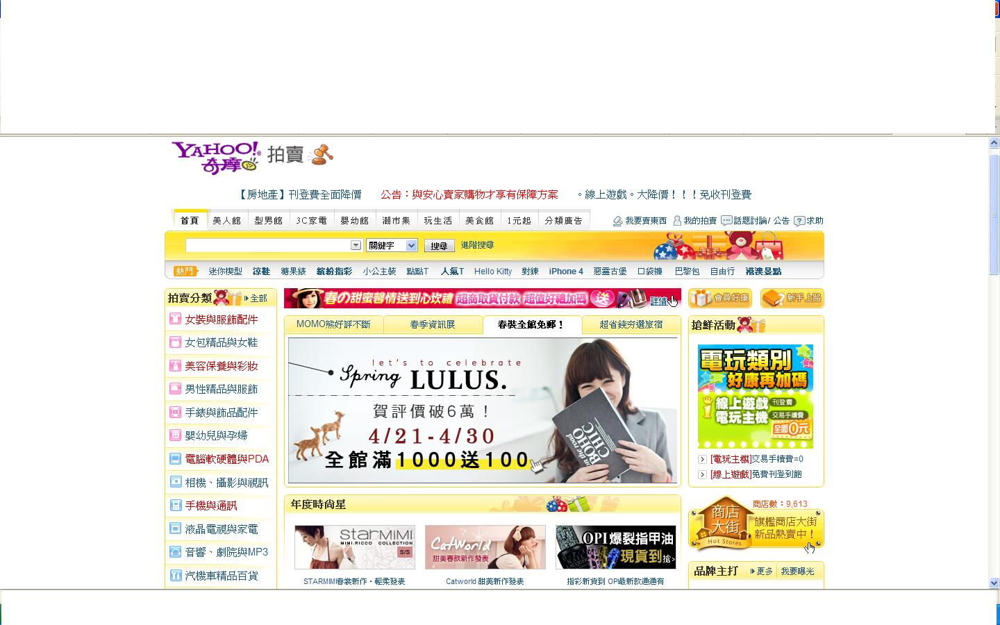 YAHOO!
奇摩
拍賣
【房地產】刊登費全面降價 公告：與安心賣家購物才享有保障方案 。線上遊戲。大降價！！！免收刊登費
首頁 美人館 型男館 3C家電 嬰幼館 潮市集 玩生活 美食館 1元起 分類廣告 我要賣東西 我的拍賣 話題討論/ 公告 求助
關鍵字 搜尋 進階搜尋
熱門 迷你楔型 涼鞋 糖果錶 繽紛指彩 小公主裝 點點T 人氣T Hello Kitty 對鍊 iPhone 4 惡靈古堡 口袋褲 巴黎包 自由行 港澳景點
拍賣分類 全部
女裝與服飾配件
女包精品與女鞋
美容保養與彩妝
男性精品與服飾
手錶與飾品配件
嬰幼兒與孕婦
電腦軟硬體與PDA
相機、攝影與視訊
手機與通訊
液晶電視與家電
音響、劇院與MP3
汽機車精品百貨
春の甜蜜馨情送到心坎禮 超商取貨付款 超值好禮加碼 送 詳情
MOMO熊好評不斷 春季資訊展 春裝全館免郵！ 超省錢夯選旅宿
let's to celebrate
Spring LULUS.
賀評價破6萬！
4/21-4/30
全館滿1000送100
BOHO
CHIC
on the road
年度時尚星
starMIMI
MIMI.RICCO COLLECTION
S/S
STARMIMI春裳新作‧輕柔發表
CatWorld
甜美春款新作發表
Catworld 甜美新作發表
OPI爆裂指甲油
現貨到 搶>
指彩新貨到 OPI最新款通通有
會員好康 新手上路
搶鮮活動
電玩類別
好康再加碼
線上遊戲 刊登費
電玩主機 交易手續費
全面0元
[電玩主機]交易手續費=0
[線上遊戲]免費刊登到飽
商店
大街
Hot Stores
商店數：9,613
旗艦商店大街
新品熱賣中！
品牌主打 更多 我要曝光